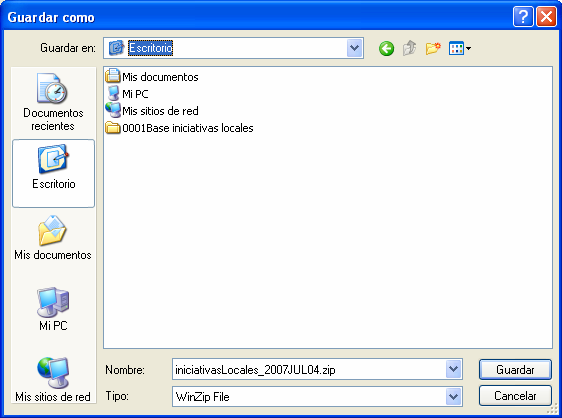 Guardar como
Guardar en: Escritorio
Mis documentos
Mi PC
Mis sitios de red
0001Base iniciativas locales
Documentos
recientes
Escritorio
Mis documentos
Mi PC
Mis sitios de red
Nombre: iniciativasLocales_2007JUL04.zip Guardar
Tipo: WinZip File Cancelar